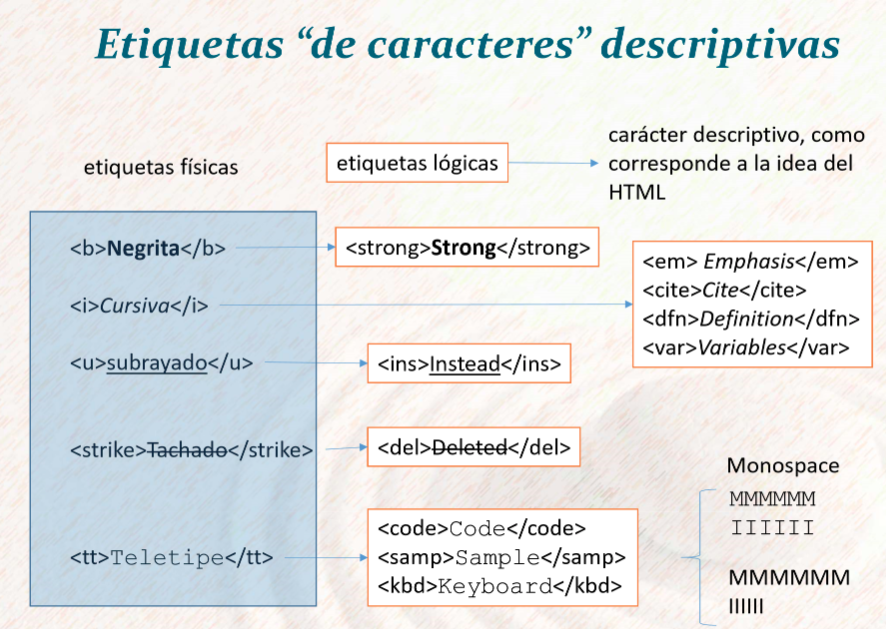 Etiquetas “de caracteres” descriptivas
etiquetas físicas
etiquetas lógicas
carácter descriptivo, como
corresponde a la idea del
HTML
<b>Negrita</b>
<strong>Strong</strong>
<i>Cursiva</i>
<em> Emphasis</em>
<cite>Cite</cite>
<dfn>Definition</dfn>
<var>Variables</var>
<u>subrayado</u>
<ins>Instead</ins>
<strike>Tachado</strike>
<del>Deleted</del>
<tt>Teletipe</tt>
<code>Code</code>
<samp>Sample</samp>
<kbd>Keyboard</kbd>
Monospace
MMMMMM
IIIIII
MMMMMM
IIIIII